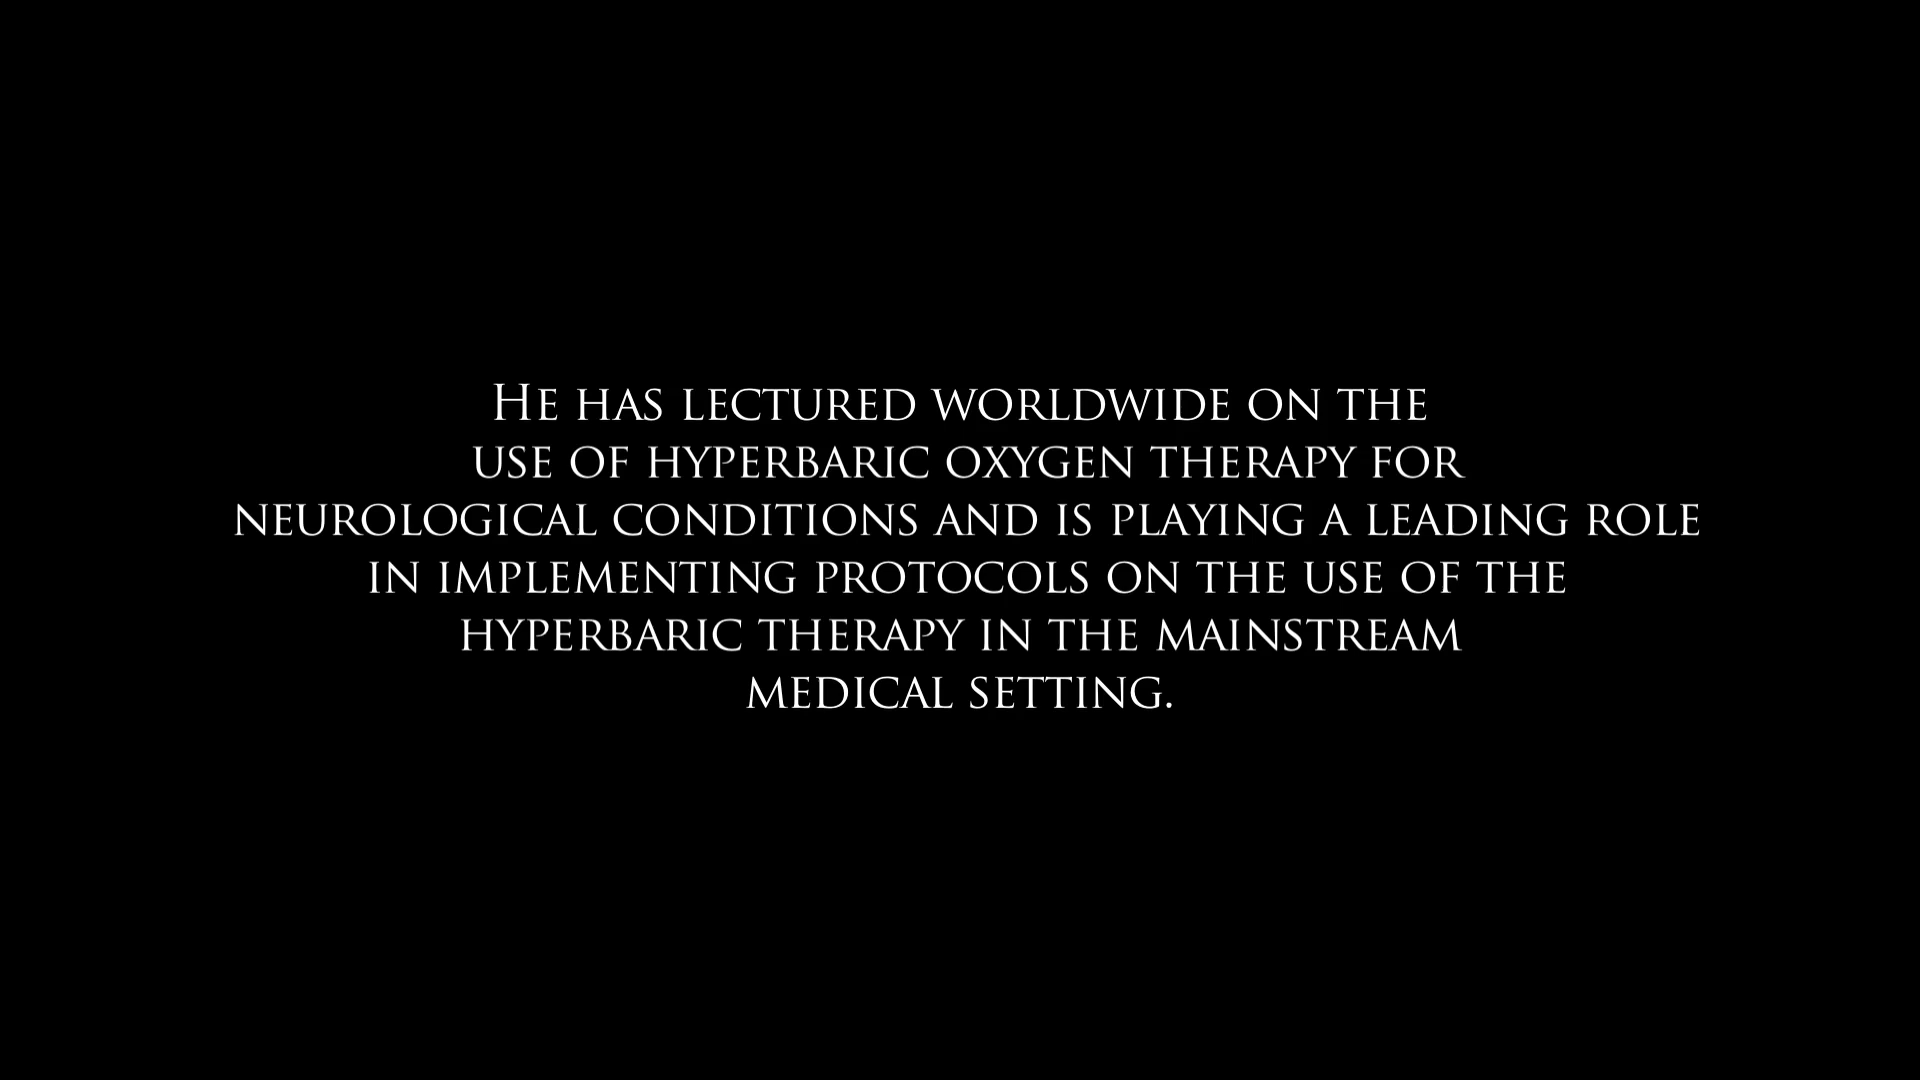 He has lectured worldwide on the
use of hyperbaric oxygen therapy for
neurological conditions and is playing a leading role
in implementing protocols on the use of the
hyperbaric therapy in the mainstream
medical setting.